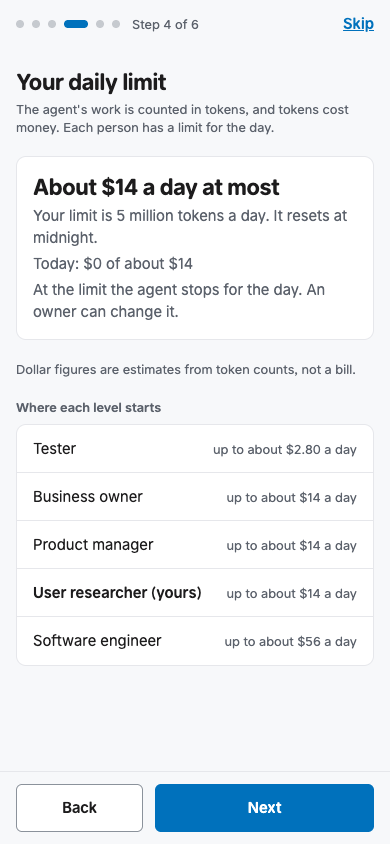 Step 4 of 6
Skip
Your daily limit
The agent's work is counted in tokens, and tokens cost
money. Each person has a limit for the day.
About $14 a day at most
Your limit is 5 million tokens a day. It resets at
midnight.
Today: $0 of about $14
At the limit the agent stops for the day. An
owner can change it.
Dollar figures are estimates from token counts, not a bill.
Where each level starts
Tester
up to about $2.80 a day
Business owner
up to about $14 a day
Product manager
up to about $14 a day
User researcher (yours)
up to about $14 a day
Software engineer
up to about $56 a day
Back
Next